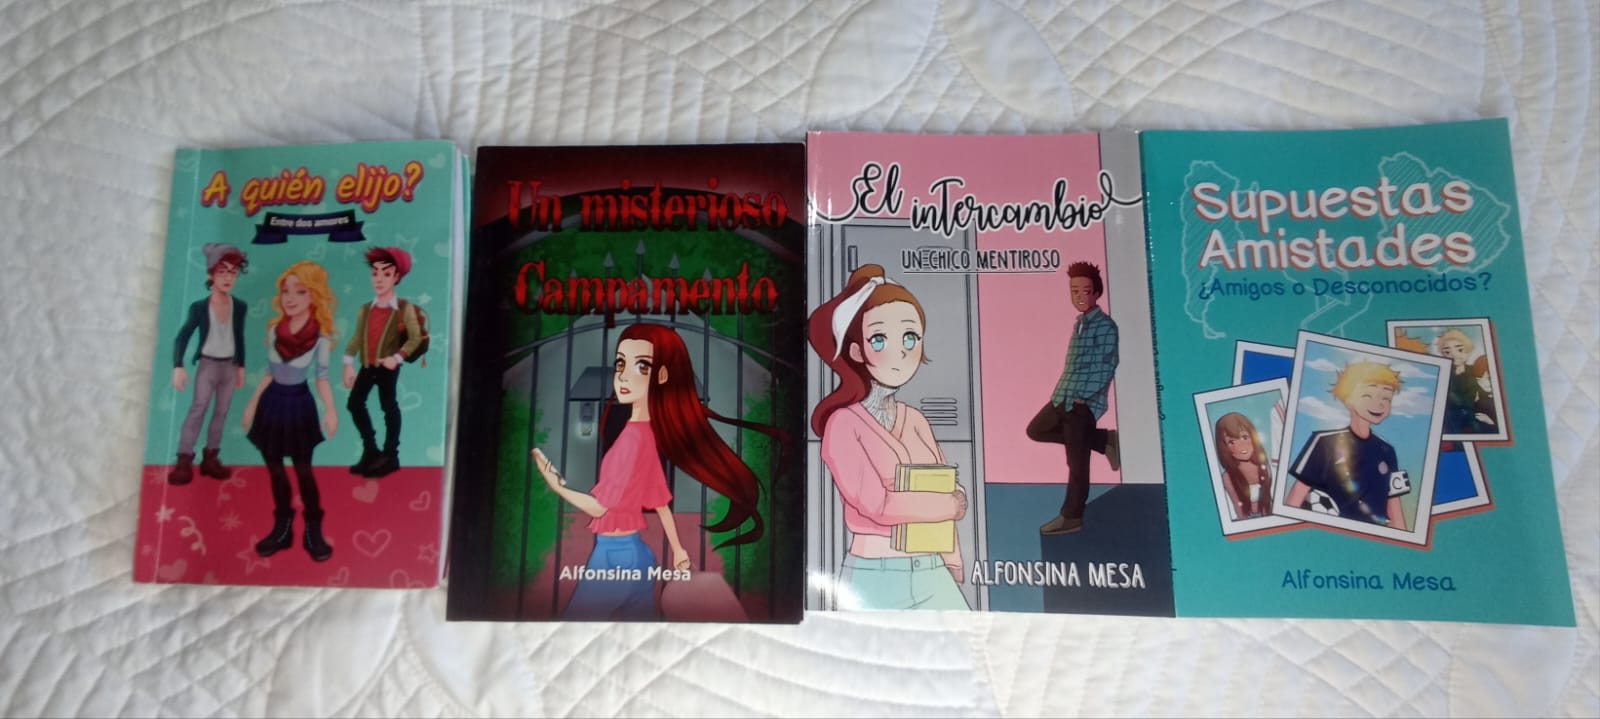 A quién elijo?
Entre dos amores
Un misterioso
Campamento
Alfonsina Mesa
El intercambio
UN CHICO MENTIROSO
ALFONSINA MESA
Supuestas
Amistades
¿Amigos o Desconocidos?
C
Alfonsina Mesa